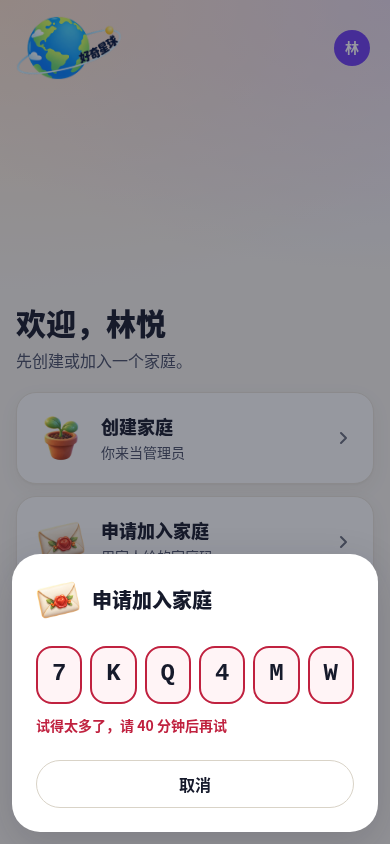 好奇星球
林
欢迎，林悦
先创建或加入一个家庭。
创建家庭
你来当管理员
申请加入家庭
申请加入家庭
7 K Q 4 M W
试得太多了，请 40 分钟后再试
取消